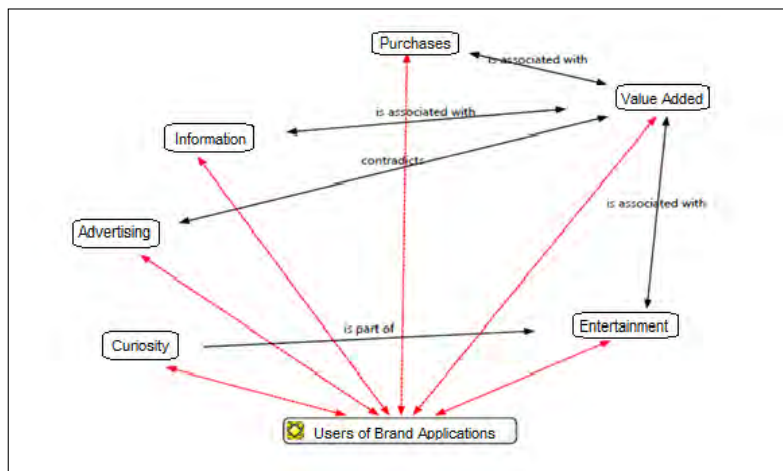 Purchases
is associated with
Value Added
is associated with
Information
contradicts
is associated with
Advertising
Entertainment
is part of
Curiosity
Users of Brand Applications